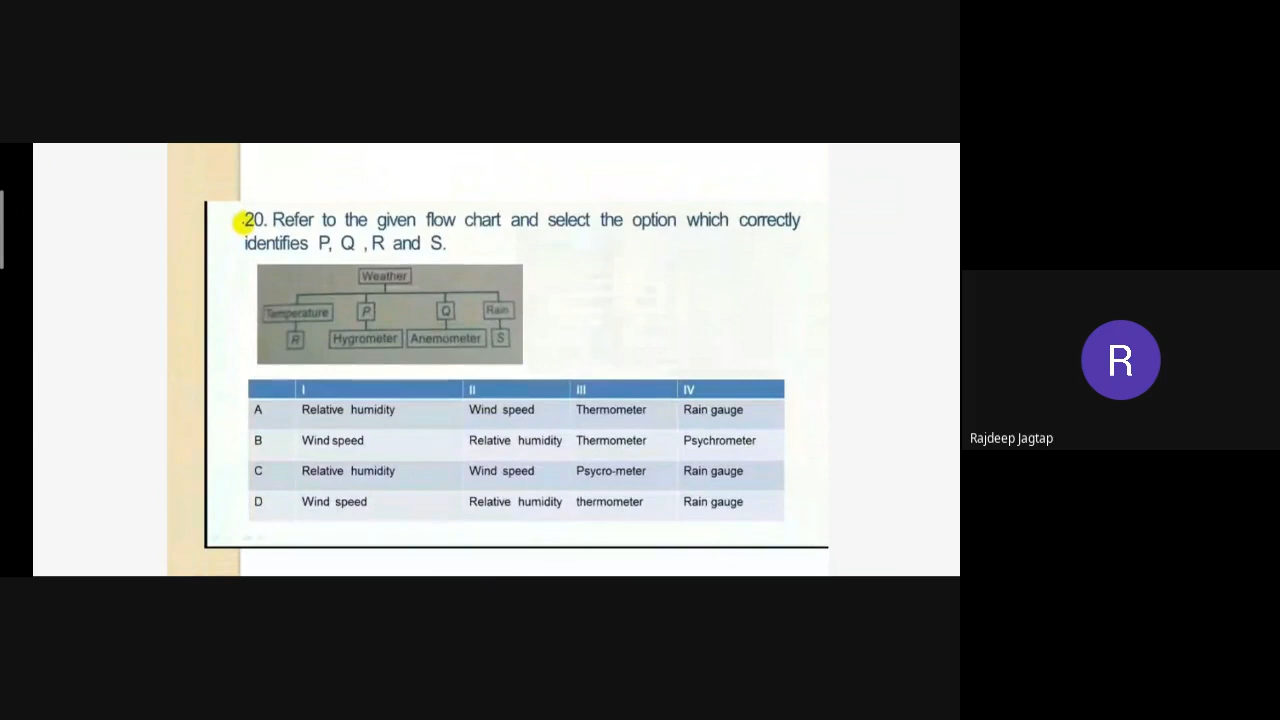 20. Refer to the given flow chart and select the option which correctly
identifies P, Q , R and S.
Weather
Temperature P Q Rain
R Hygrometer Anemometer S
I II III IV
A Relative humidity Wind speed Thermometer Rain gauge
B Wind speed Relative humidity Thermometer Psychrometer
C Relative humidity Wind speed Psycro-meter Rain gauge
D Wind speed Relative humidity thermometer Rain gauge
R
Rajdeep Jagtap